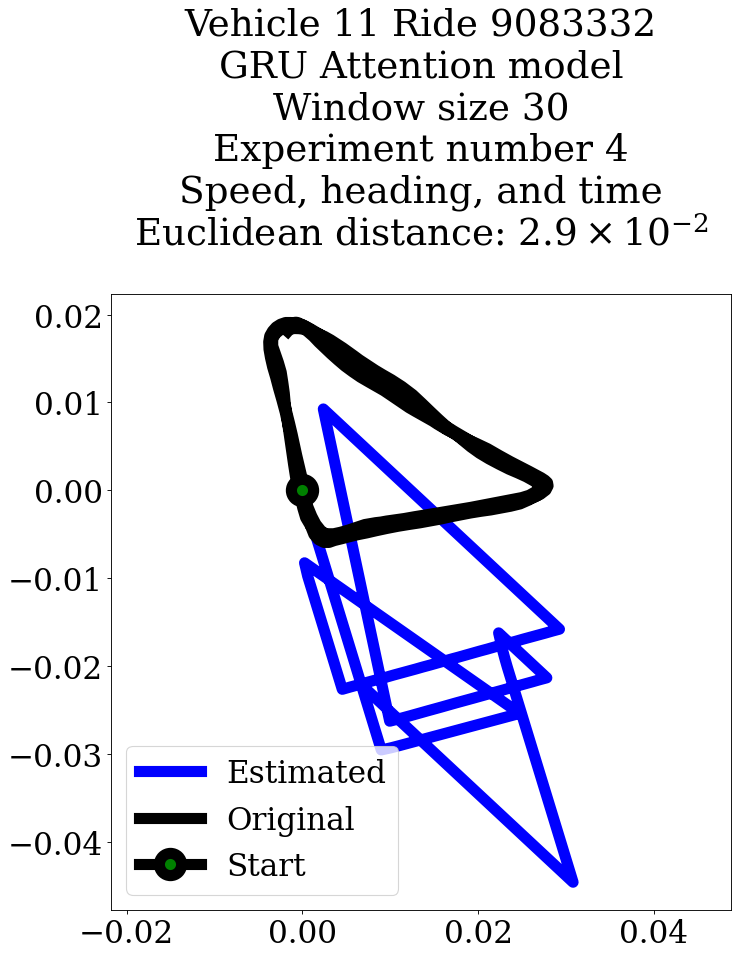 Vehicle 11 Ride 9083332
GRU Attention model
Window size 30
Experiment number 4
Speed, heading, and time
Euclidean distance: 2.9 × 10⁻²
0.02
0.01
0.00
−0.01
−0.02
−0.03
−0.04
Estimated
Original
Start
−0.02 0.00 0.02 0.04